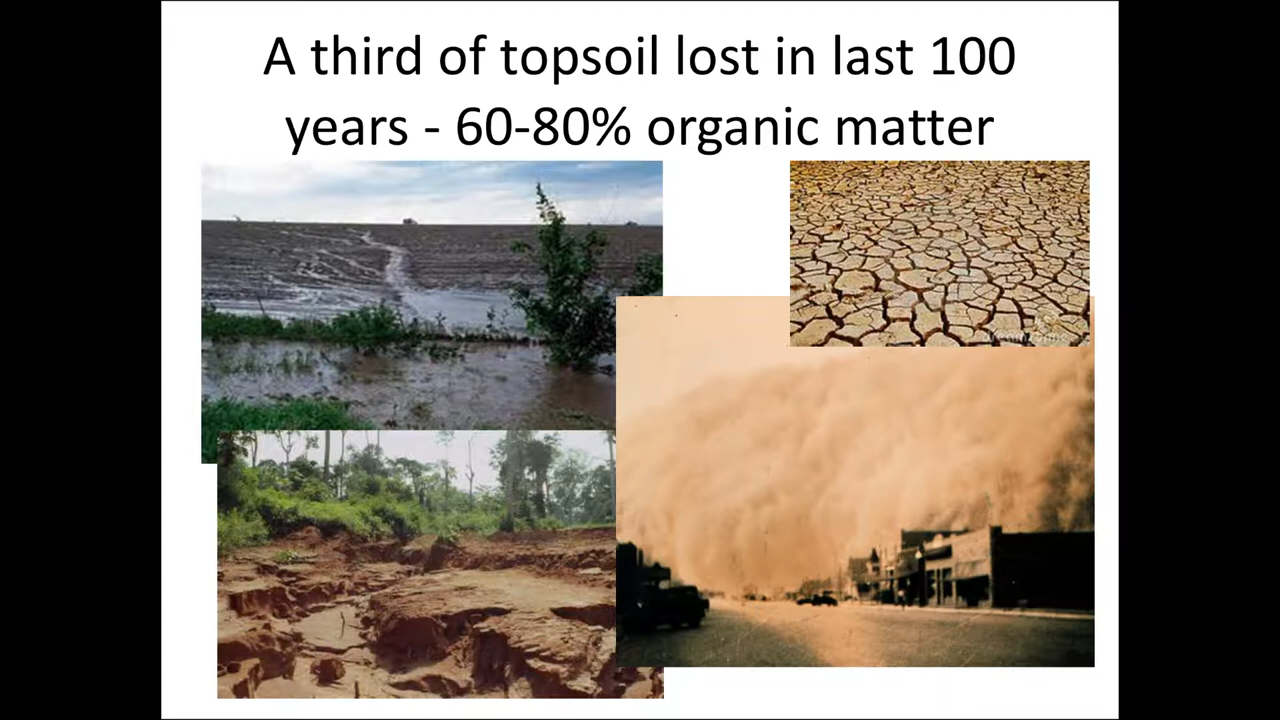 A third of topsoil lost in last 100
years - 60-80% organic matter